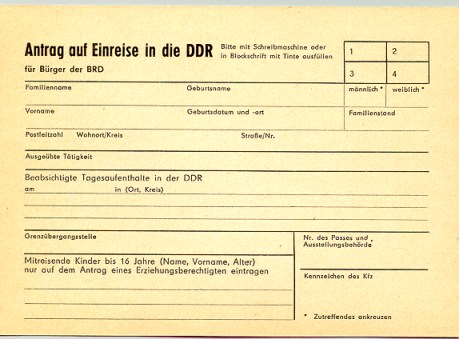 Antrag auf Einreise in die DDR
Bitte mit Schreibmaschine oder
in Blockschrift mit Tinte ausfüllen
für Bürger der BRD
1 2
3 4
Familienname Geburtsname männlich * weiblich *
Vorname Geburtsdatum und -ort Familienstand
Postleitzahl Wohnort/Kreis Straße/Nr.
Ausgeübte Tätigkeit
Beabsichtigte Tagesaufenthalte in der DDR
am in (Ort, Kreis)
Grenzübergangsstelle
Nr. des Passes und
Ausstellungsbehörde
Mitreisende Kinder bis 16 Jahre (Name, Vorname, Alter)
nur auf dem Antrag eines Erziehungsberechtigten eintragen
Kennzeichen des Kfz
* Zutreffendes ankreuzen